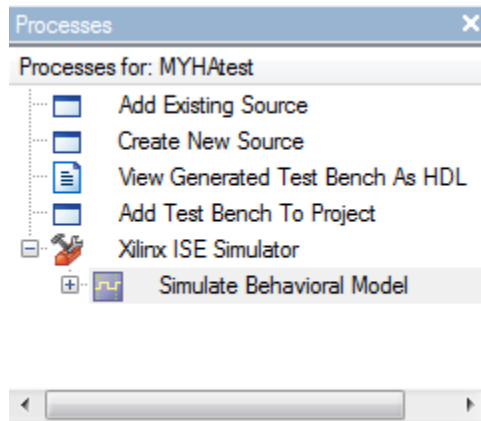 Processes
Processes for: MYHAtest
Add Existing Source
Create New Source
View Generated Test Bench As HDL
Add Test Bench To Project
Xilinx ISE Simulator
Simulate Behavioral Model